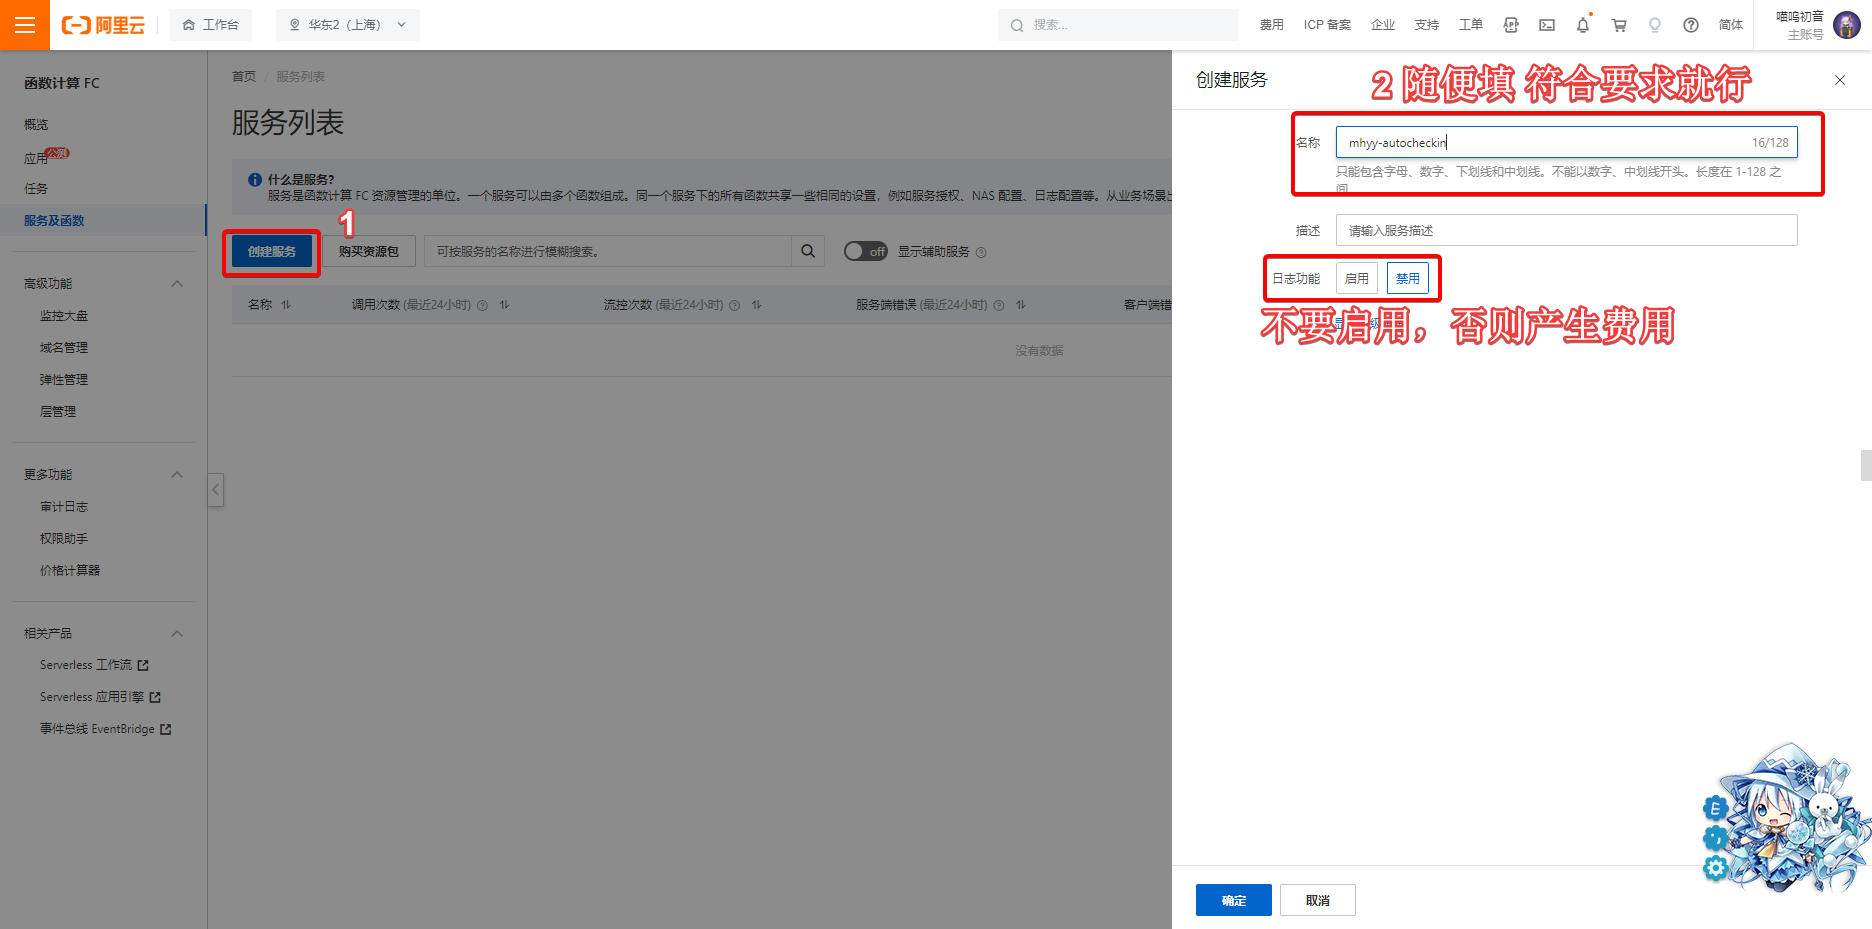 阿里云
工作台
华东2（上海）
搜索...
费用
ICP 备案
企业
支持
工单
简体
喵呜初音
主账号
函数计算 FC
概览
应用
公测
任务
服务及函数
高级功能
监控大盘
域名管理
弹性管理
层管理
更多功能
审计日志
权限助手
价格计算器
相关产品
Serverless 工作流
Serverless 应用引擎
事件总线 EventBridge
首页 / 服务列表
服务列表
什么是服务?
服务是函数计算 FC 资源管理的单位。一个服务可以由多个函数组成。同一个服务下的所有函数共享一些相同的设置，例如服务授权、NAS 配置、日志配置等。从业务场景出
1
创建服务
购买资源包
可按服务的名称进行模糊搜索。
off
显示辅助服务
名称
调用次数 (最近24小时)
流控次数 (最近24小时)
服务端错误 (最近24小时)
客户端错
没有数据
创建服务
2 随便填 符合要求就行
名称
mhyy-autocheckin
16/128
只能包含字母、数字、下划线和中划线。不能以数字、中划线开头。长度在 1-128 之
间
描述
请输入服务描述
日志功能
启用
禁用
不要启用，否则产生费用
E
确定
取消